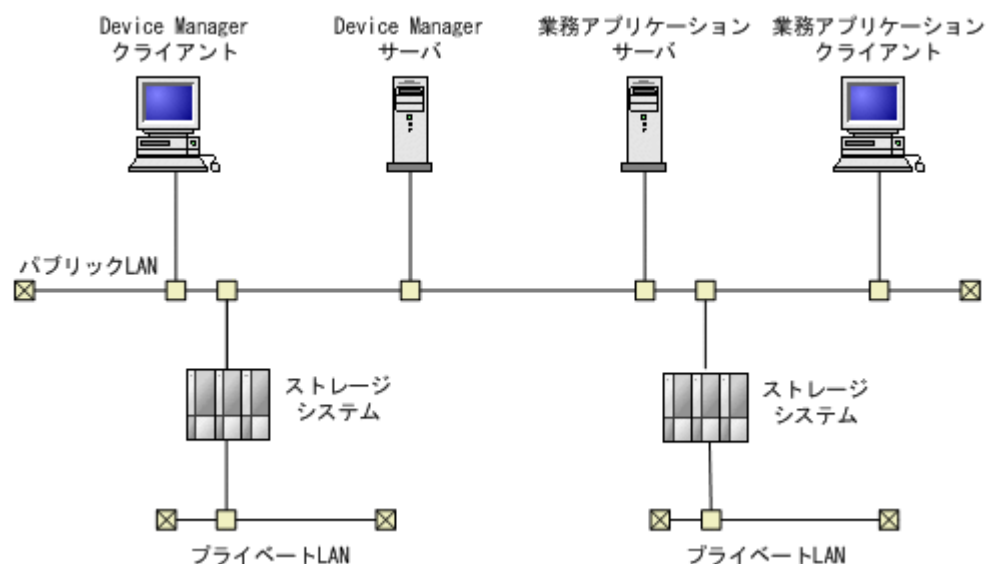 Device Manager
クライアント
Device Manager
サーバ
業務アプリケーション
サーバ
業務アプリケーション
クライアント
パブリックLAN
ストレージ
システム
ストレージ
システム
プライベートLAN
プライベートLAN